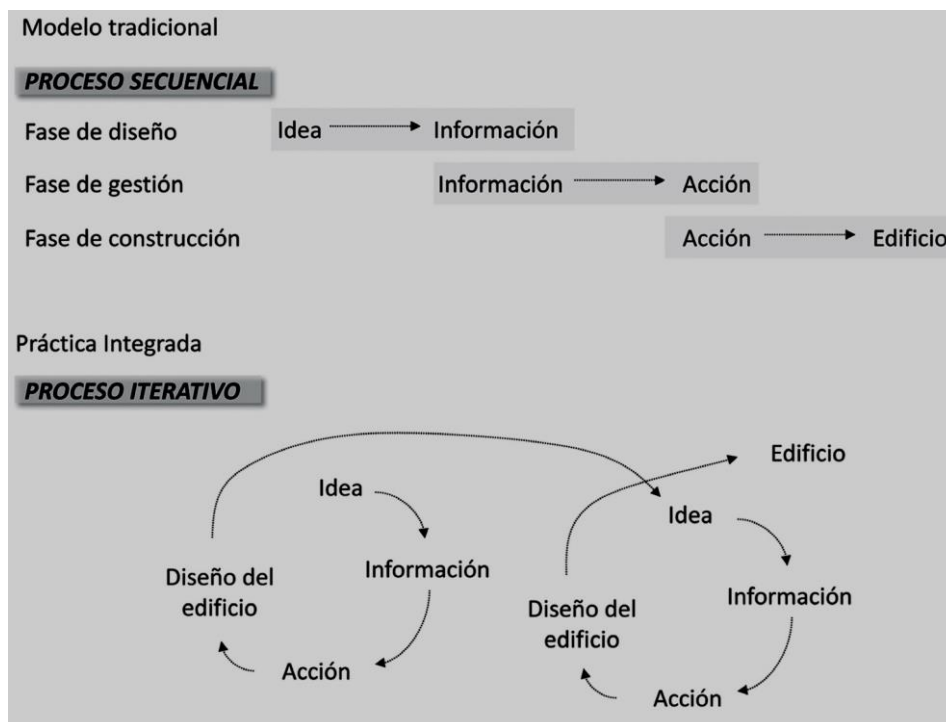 Modelo tradicional
PROCESO SECUENCIAL
Fase de diseño Idea Información
Fase de gestión Información Acción
Fase de construcción Acción Edificio
Práctica Integrada
PROCESO ITERATIVO
Idea
Información
Acción
Diseño del
edificio
Idea
Información
Acción
Diseño del
edificio
Edificio